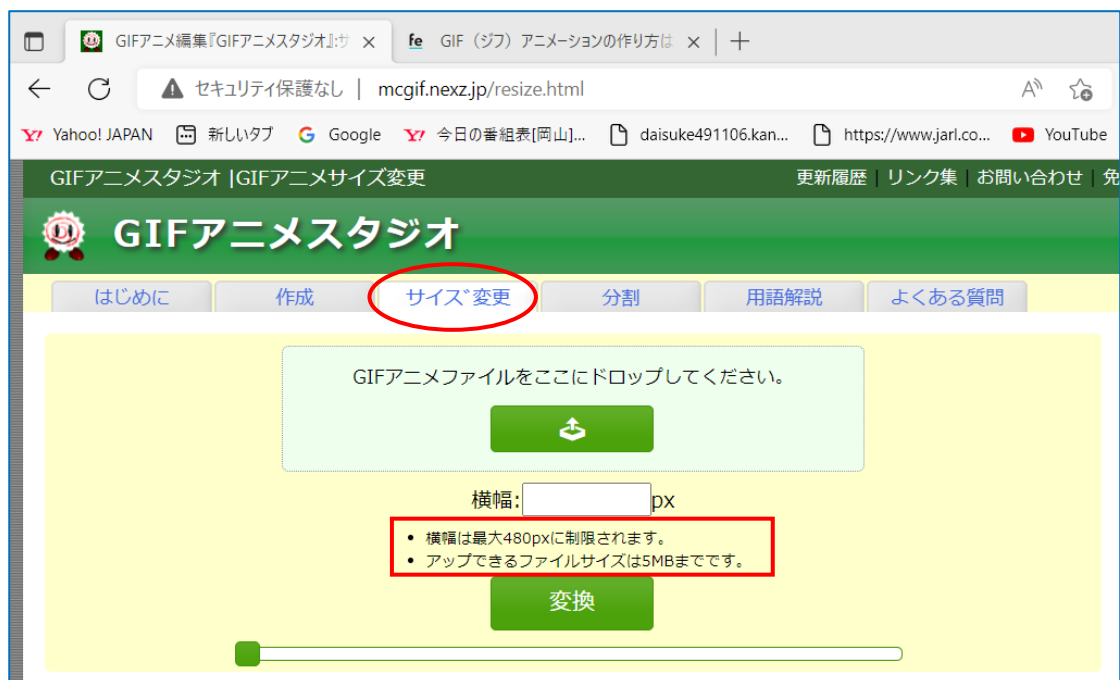 GIFアニメ編集『GIFアニメスタジオ』:サ
fe GIF（ジフ）アニメーションの作り方は
セキュリティ保護なし | mcgif.nexz.jp/resize.html
Yahoo! JAPAN 新しいタブ Google 今日の番組表[岡山]... daisuke491106.kan... https://www.jarl.co... YouTube
GIFアニメスタジオ |GIFアニメサイズ変更 更新履歴 | リンク集 | お問い合わせ | 免
GIFアニメスタジオ
はじめに 作成 サイズ変更 分割 用語解説 よくある質問
GIFアニメファイルをここにドロップしてください。
横幅: px
• 横幅は最大480pxに制限されます。
• アップできるファイルサイズは5MBまでです。
変換